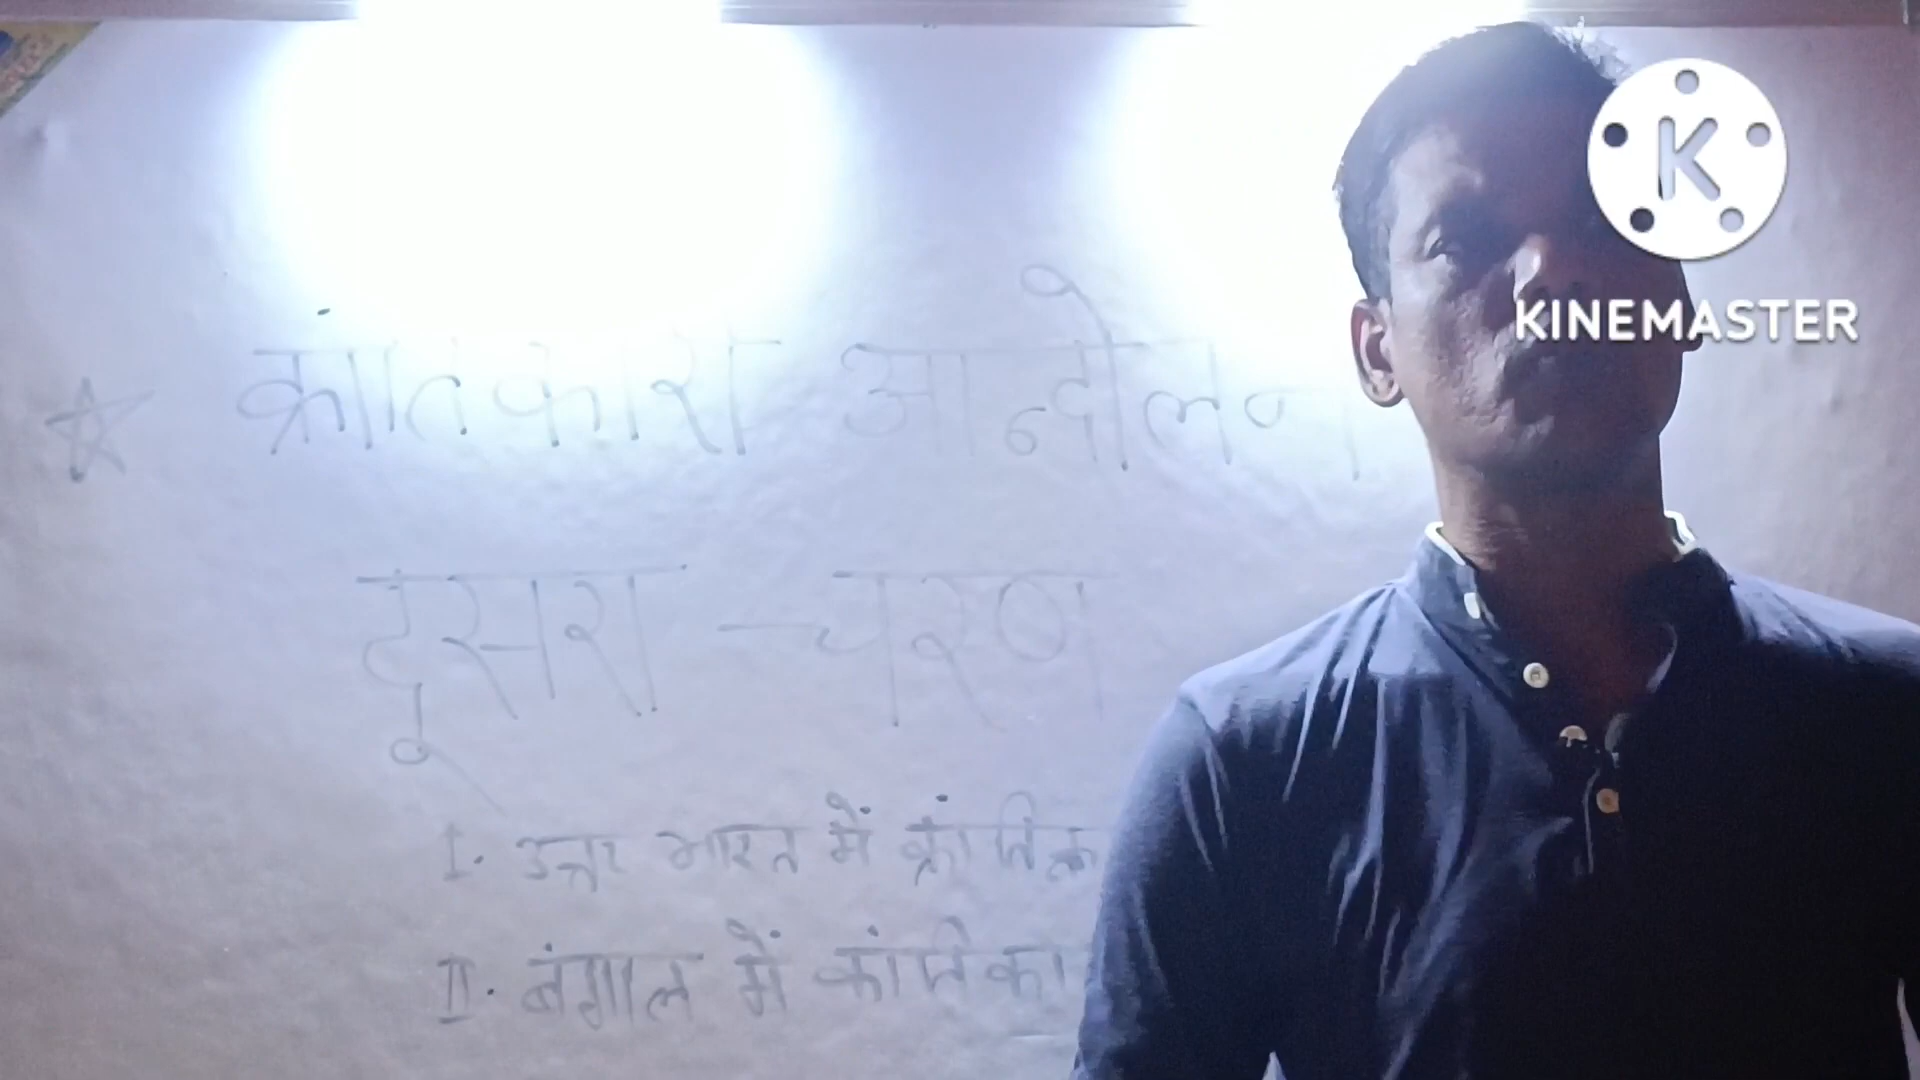 क्रांतिकारी आन्दोलन
दूसरा चरण
I. उत्तर भारत में
II. बंगाल में
KINEMASTER